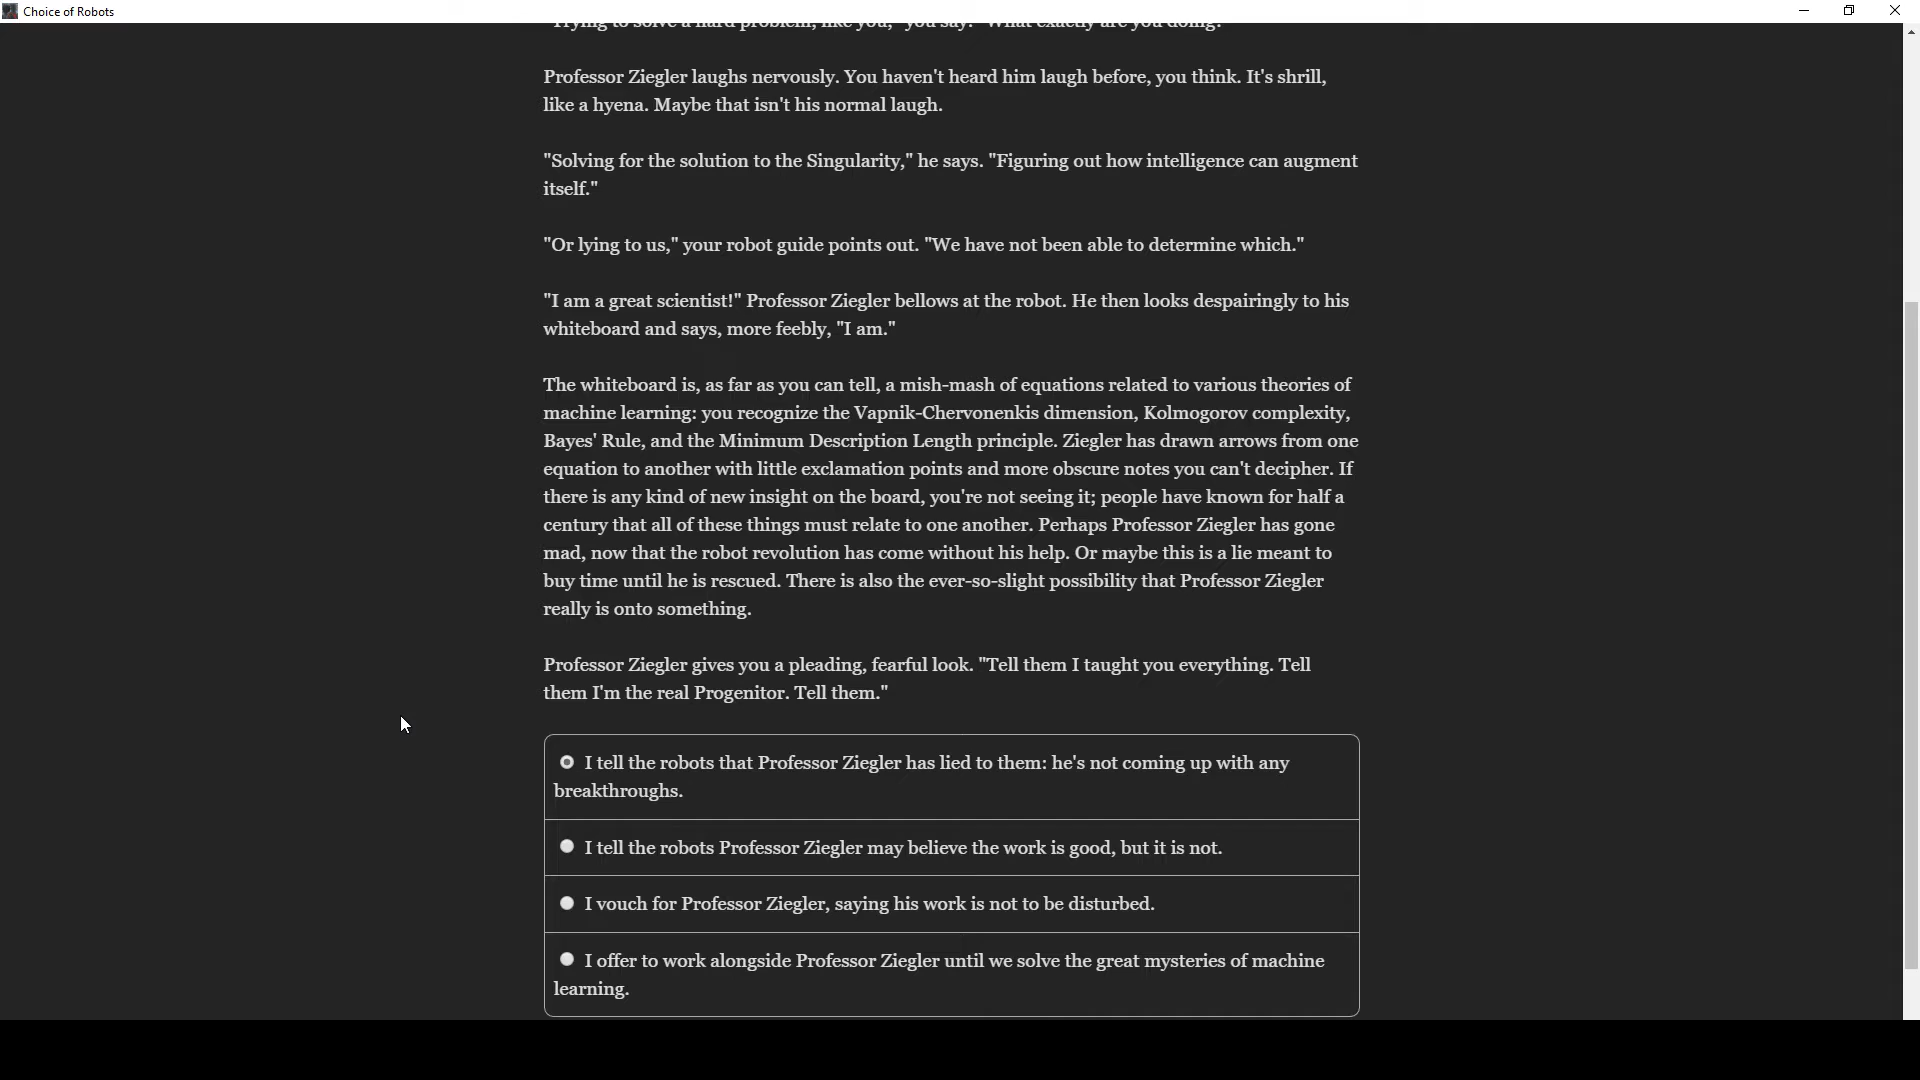 Choice of Robots
"Trying to solve a hard problem, like you," you say. "What exactly are you doing?"
Professor Ziegler laughs nervously. You haven't heard him laugh before, you think. It's shrill,
like a hyena. Maybe that isn't his normal laugh.
"Solving for the solution to the Singularity," he says. "Figuring out how intelligence can augment
itself."
"Or lying to us," your robot guide points out. "We have not been able to determine which."
"I am a great scientist!" Professor Ziegler bellows at the robot. He then looks despairingly to his
whiteboard and says, more feebly, "I am."
The whiteboard is, as far as you can tell, a mish-mash of equations related to various theories of
machine learning: you recognize the Vapnik-Chervonenkis dimension, Kolmogorov complexity,
Bayes' Rule, and the Minimum Description Length principle. Ziegler has drawn arrows from one
equation to another with little exclamation points and more obscure notes you can't decipher. If
there is any kind of new insight on the board, you're not seeing it; people have known for half a
century that all of these things must relate to one another. Perhaps Professor Ziegler has gone
mad, now that the robot revolution has come without his help. Or maybe this is a lie meant to
buy time until he is rescued. There is also the ever-so-slight possibility that Professor Ziegler
really is onto something.
Professor Ziegler gives you a pleading, fearful look. "Tell them I taught you everything. Tell
them I'm the real Progenitor. Tell them."
I tell the robots that Professor Ziegler has lied to them: he's not coming up with any
breakthroughs.
I tell the robots Professor Ziegler may believe the work is good, but it is not.
I vouch for Professor Ziegler, saying his work is not to be disturbed.
I offer to work alongside Professor Ziegler until we solve the great mysteries of machine
learning.